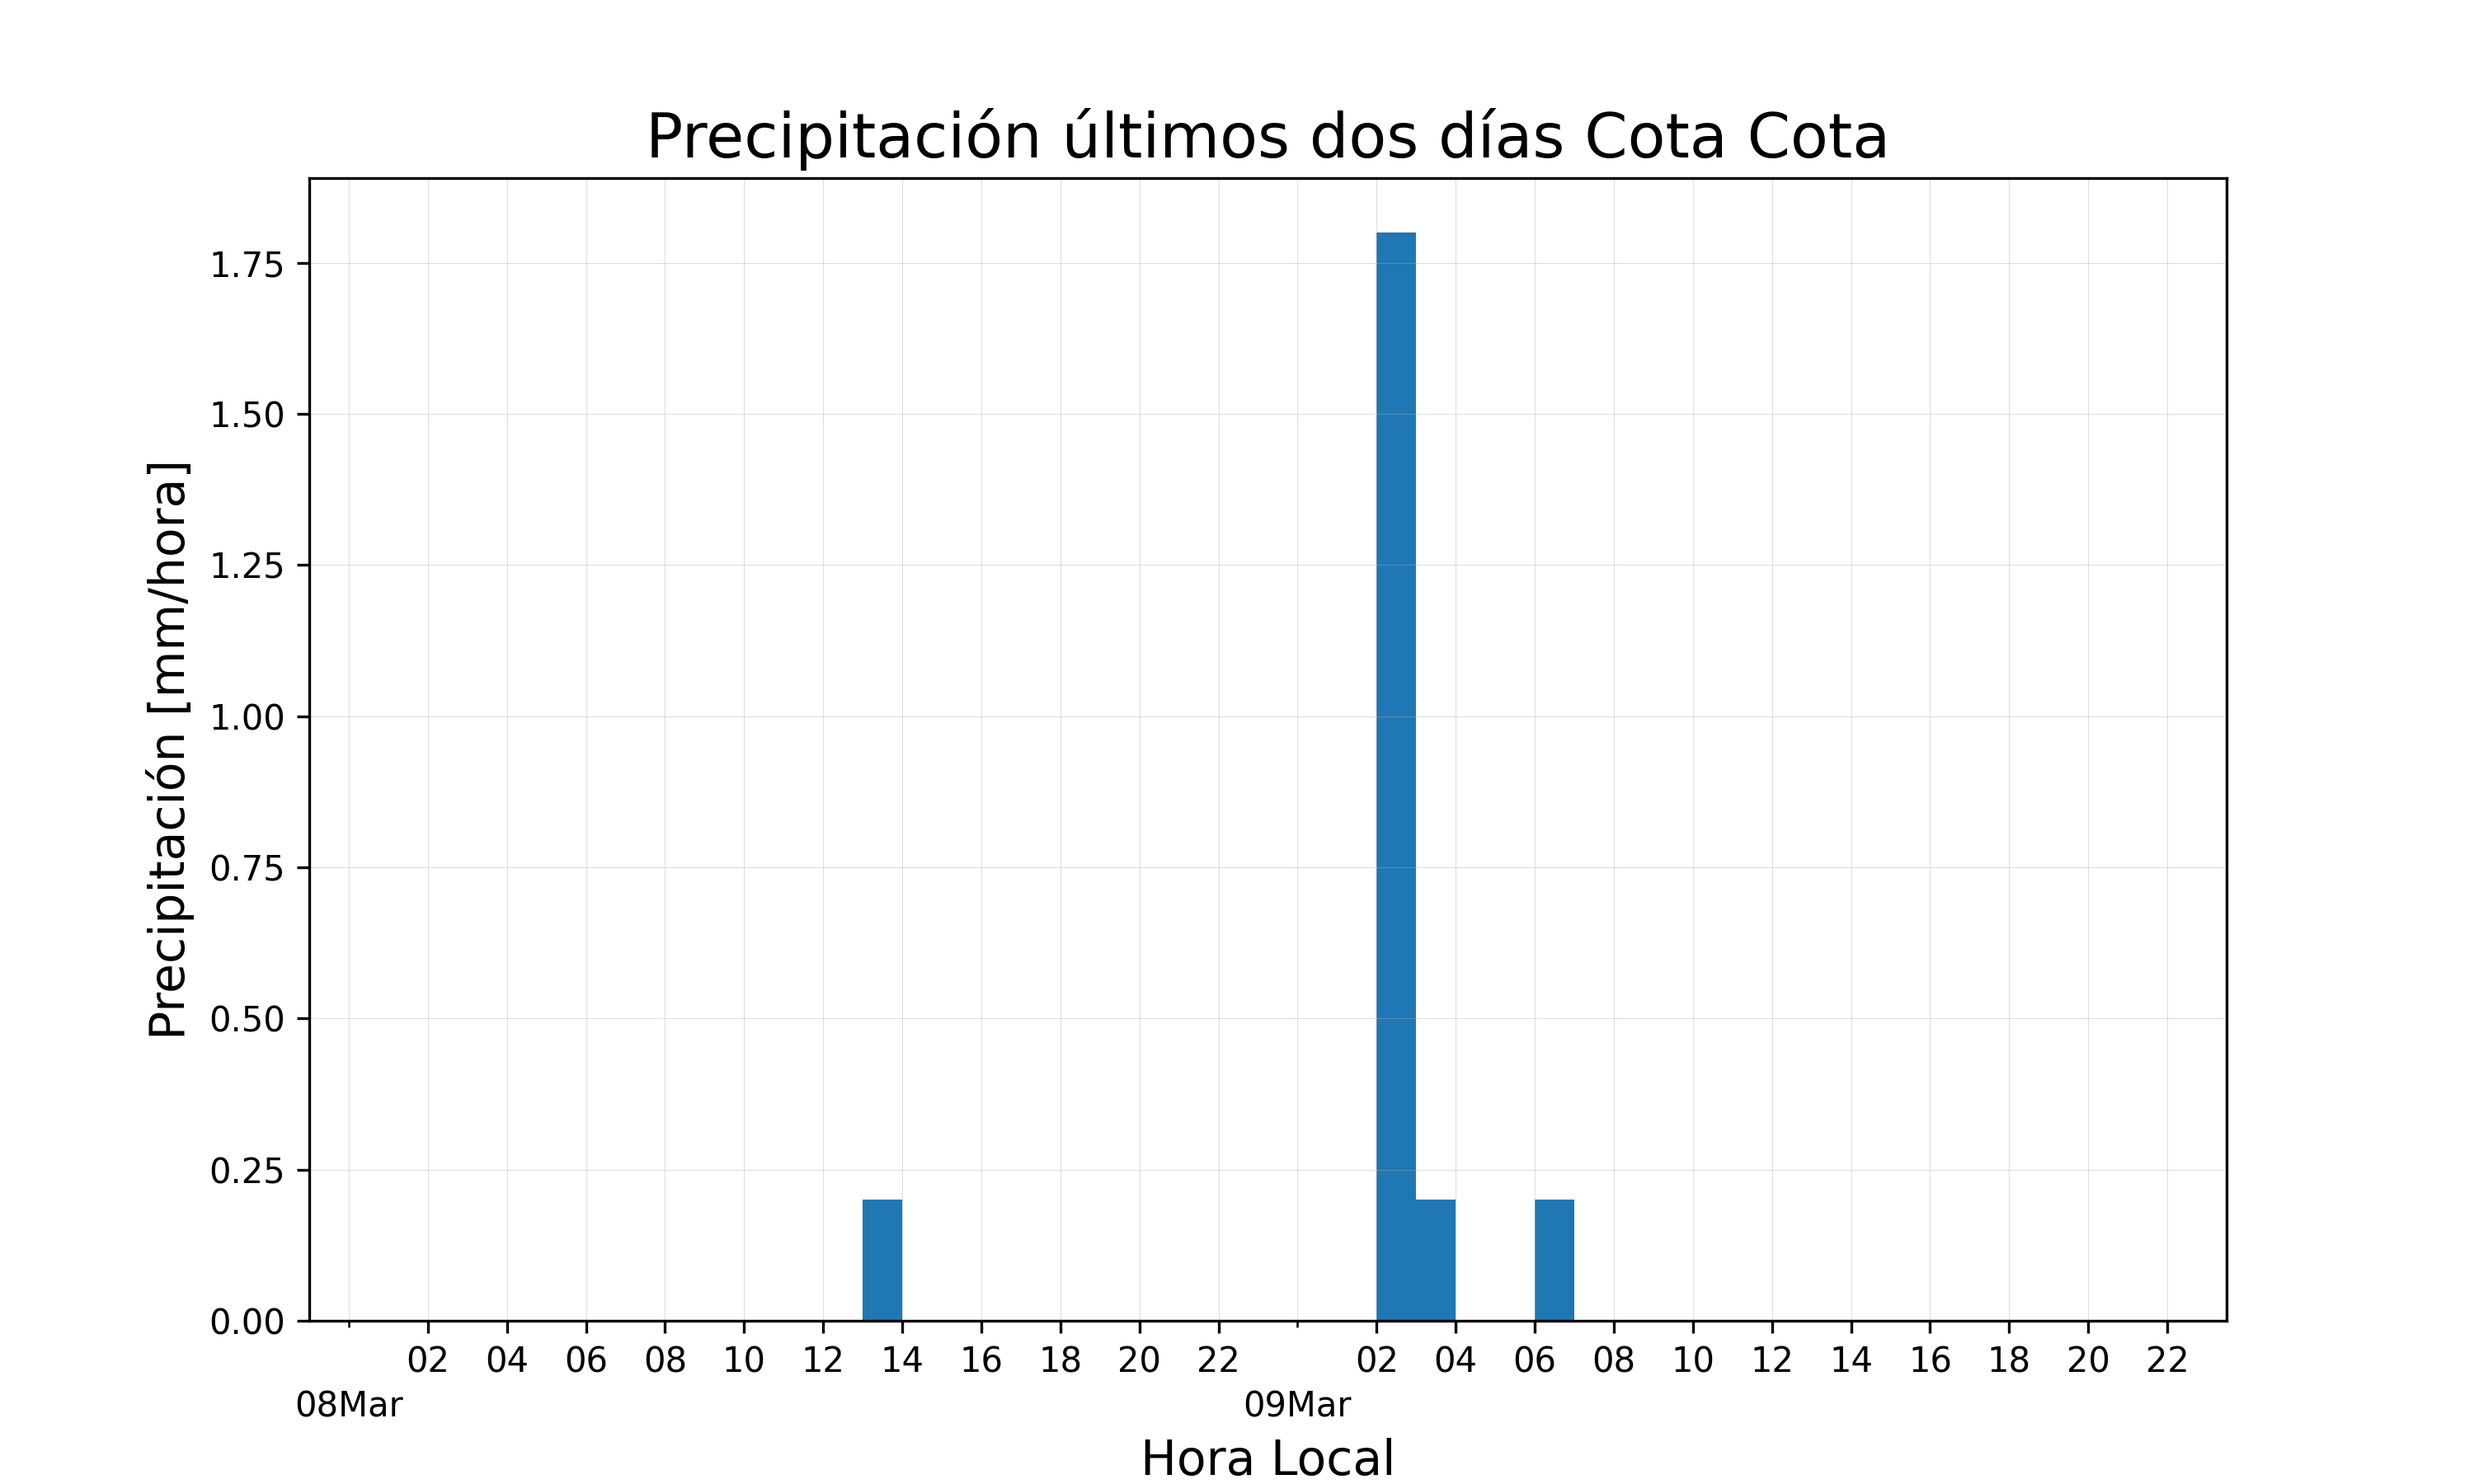 Precipitación últimos dos días Cota Cota
Precipitación [mm/hora]
1.75
1.50
1.25
1.00
0.75
0.50
0.25
0.00
02 04 06 08 10 12 14 16 18 20 22 02 04 06 08 10 12 14 16 18 20 22
08Mar 09Mar
Hora Local